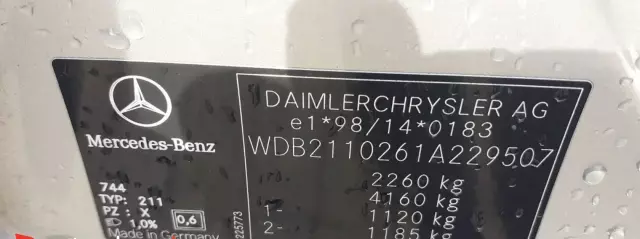 DAIMLERCHRYSLER AG
e1*98/14*0183
WDB2110261A229507
2260 kg
4160 kg
1- 1120 kg
2- 1185 kg
Mercedes-Benz
744
TYP: 211
PZ : X
1,0% 0,6
Made in Germany
225773